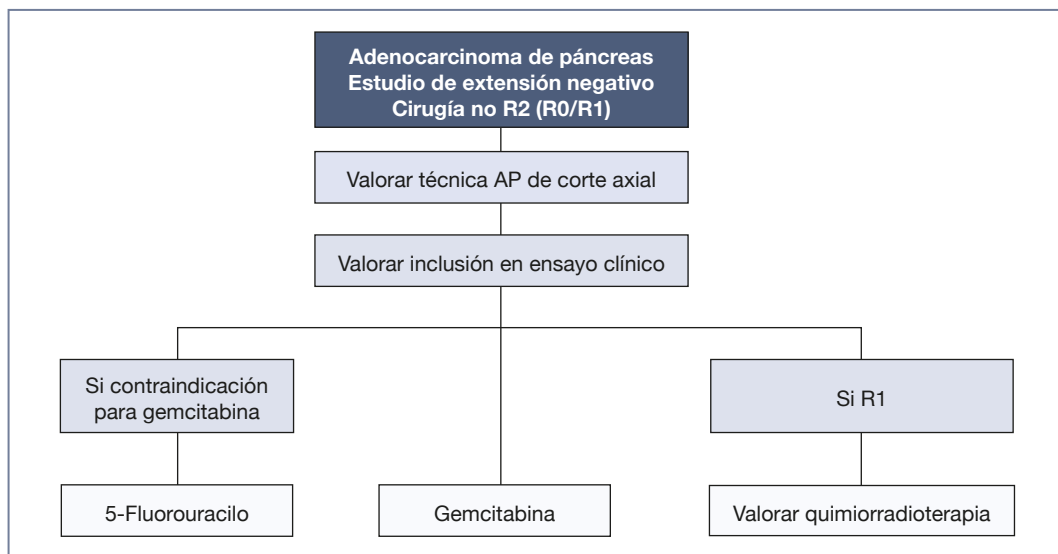 Adenocarcinoma de páncreas
Estudio de extensión negativo
Cirugía no R2 (R0/R1)
Valorar técnica AP de corte axial
Valorar inclusión en ensayo clínico
Si contraindicación
para gemcitabina
Si R1
5-Fluorouracilo
Gemcitabina
Valorar quimiorradioterapia